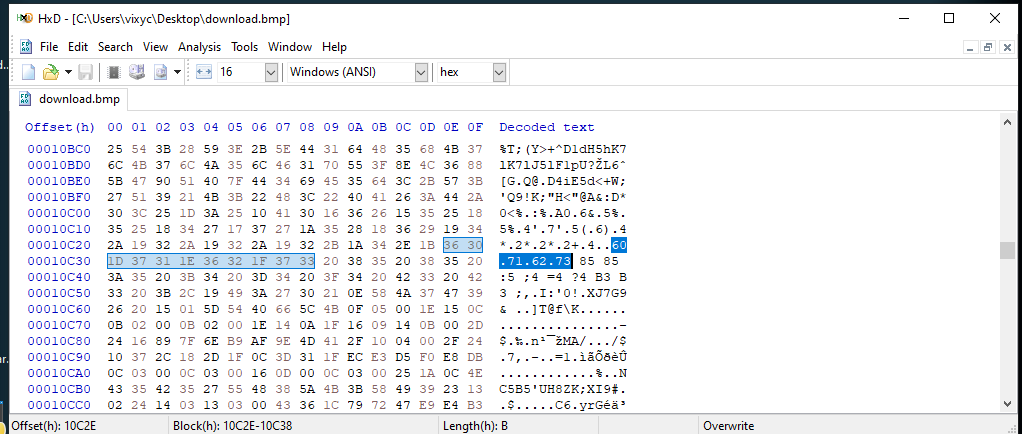 HxD - [C:\Users\vixyc\Desktop\download.bmp]
File Edit Search View Analysis Tools Window Help
16 Windows (ANSI) hex
download.bmp
Offset(h) 00 01 02 03 04 05 06 07 08 09 0A 0B 0C 0D 0E 0F Decoded text
00010BC0 25 54 3B 28 59 3E 2B 5E 44 31 64 48 35 68 4B 37 %T;(Y>+^D1dH5hK7
00010BD0 6C 4B 37 6C 4A 35 6C 46 31 70 55 3F 8E 4C 36 88 lK7lJ5lF1pU?ŽL6ˆ
00010BE0 5B 47 90 51 40 7F 44 34 69 45 35 64 3C 2B 57 3B [G.Q@.D4iE5d<+W;
00010BF0 27 51 39 21 4B 3B 22 48 3C 22 40 41 26 3A 44 2A 'Q9!K;"H<"@A&:D*
00010C00 30 3C 25 1D 3A 25 10 41 30 16 36 26 15 35 25 18 0<%.:%.A0.6&.5%.
00010C10 35 25 18 34 27 17 37 27 1A 35 28 18 36 29 19 34 5%.4'.7'.5(.6).4
00010C20 2A 19 32 2A 19 32 2A 19 32 2B 1A 34 2E 1B 36 30 *.2*.2*.2+.4..60
00010C30 1D 37 31 1E 36 32 1F 37 33 20 38 35 20 38 35 20 .71.62.73 85 85
00010C40 3A 35 20 3B 34 20 3D 34 20 3F 34 20 42 33 20 42 :5 ;4 =4 ?4 B3 B
00010C50 33 20 3B 2C 19 49 3A 27 30 21 0E 58 4A 37 47 39 3 ;,.I:'0!.XJ7G9
00010C60 26 20 15 01 5D 54 40 66 5C 4B 0F 05 00 1E 15 0C & ..]T@f\K......
00010C70 0B 02 00 0B 02 00 1E 14 0A 1F 16 09 14 0B 00 2D ...............-
00010C80 24 16 89 7F 6E B9 AF 9E 4D 41 2F 10 04 00 2F 24 $.‰.n¹¯žMA/.../$
00010C90 10 37 2C 18 2D 1F 0C 3D 31 1F EC E3 D5 F0 E8 DB .7,.-..=1.ìãÕðèÛ
00010CA0 0C 03 00 0C 03 00 16 0D 00 0C 03 00 25 1A 0C 4E ............%..N
00010CB0 43 35 42 35 27 55 48 38 5A 4B 3B 58 49 39 23 13 C5B5'UH8ZK;XI9#.
00010CC0 02 24 14 03 13 03 00 43 36 1C 79 72 47 E9 E4 B3 .$.....C6.yrGéä³
Offset(h): 10C2E Block(h): 10C2E-10C38 Length(h): B Overwrite